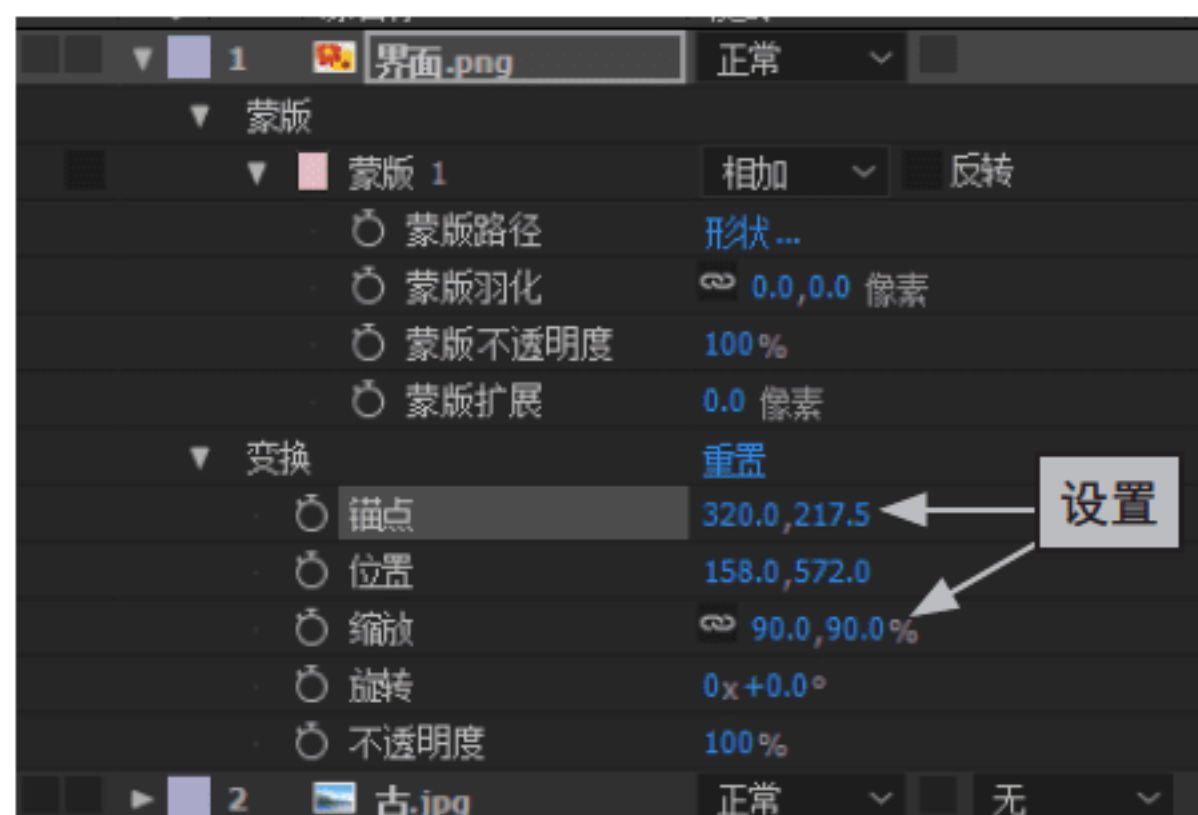 1 界面.png 正常
蒙版
蒙版 1 相加 反转
蒙版路径 形状...
蒙版羽化 0.0,0.0 像素
蒙版不透明度 100%
蒙版扩展 0.0 像素
变换 重置
锚点 320.0,217.5 设置
位置 158.0,572.0
缩放 90.0,90.0%
旋转 0x+0.0°
不透明度 100%
2 古.jpg 正常 无